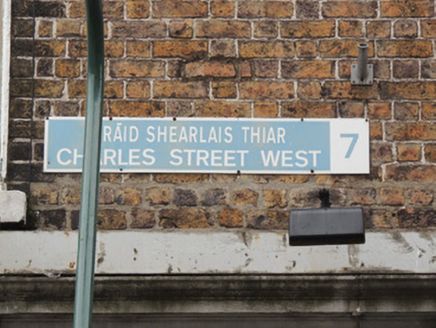 RÁID SHEARLAIS THIAR
CHARLES STREET WEST 7